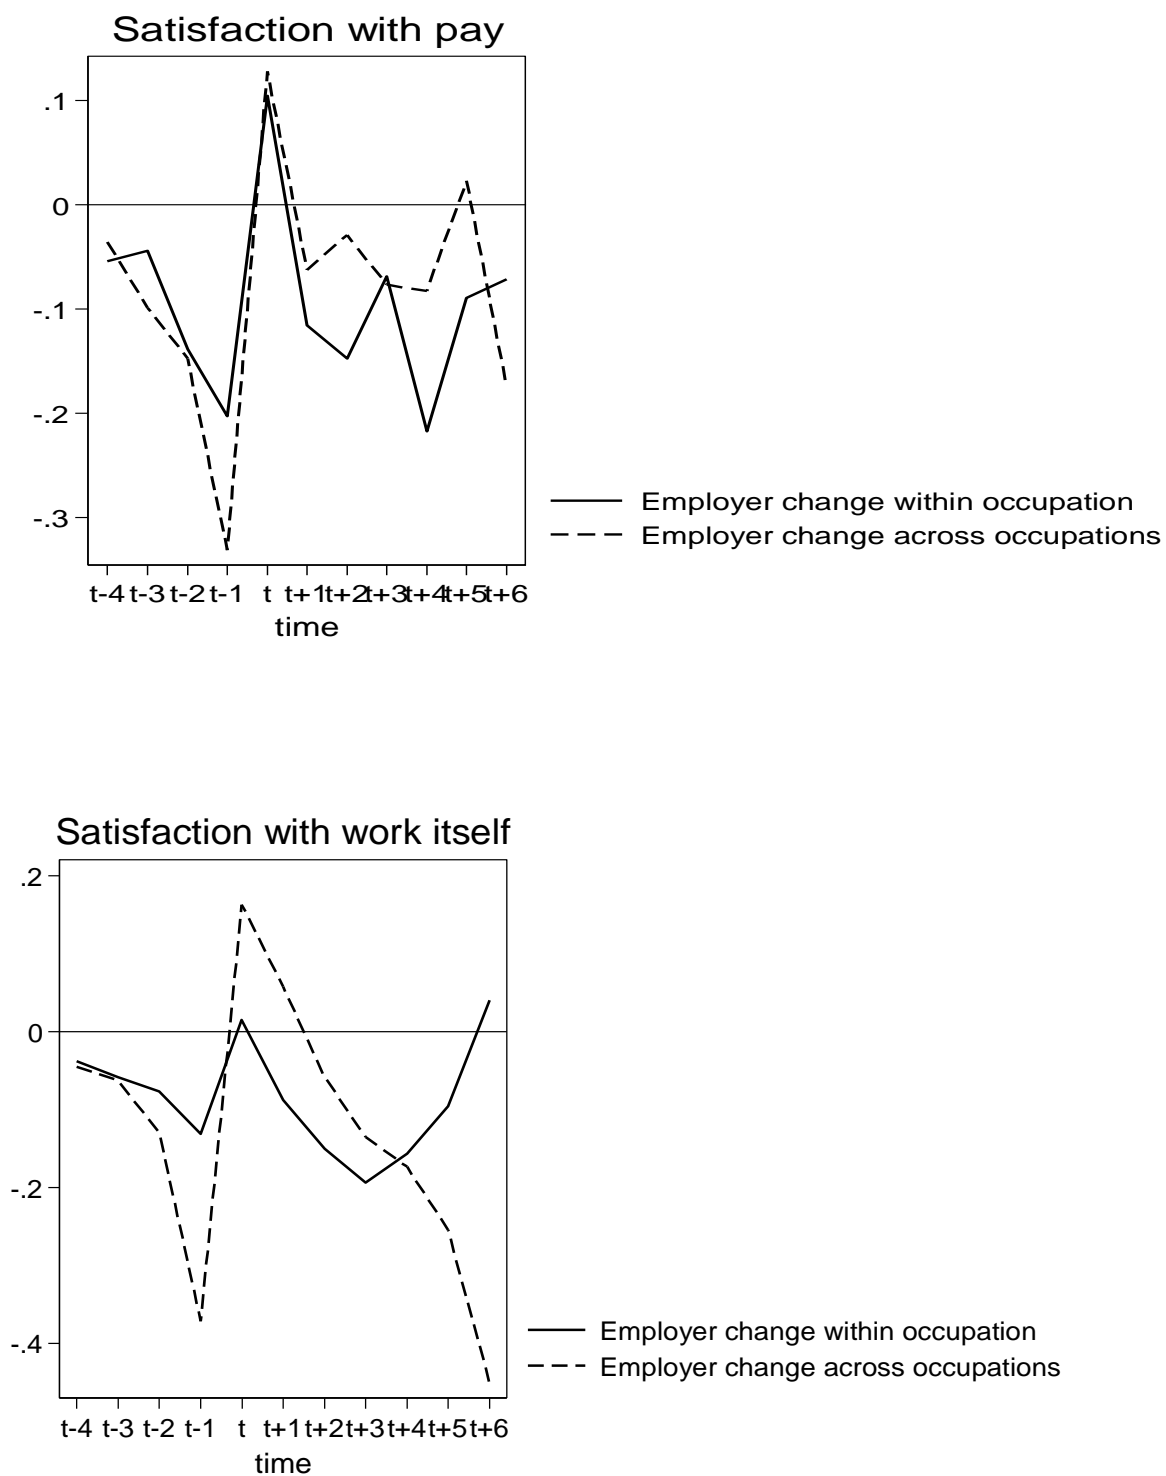 Satisfaction with pay
.1
0
-.1
-.2
-.3
Employer change within occupation
Employer change across occupations
t-4 t-3 t-2 t-1 t t+1 t+2 t+3 t+4 t+5 t+6
time
Satisfaction with work itself
.2
0
-.2
-.4
Employer change within occupation
Employer change across occupations
t-4 t-3 t-2 t-1 t t+1 t+2 t+3 t+4 t+5 t+6
time